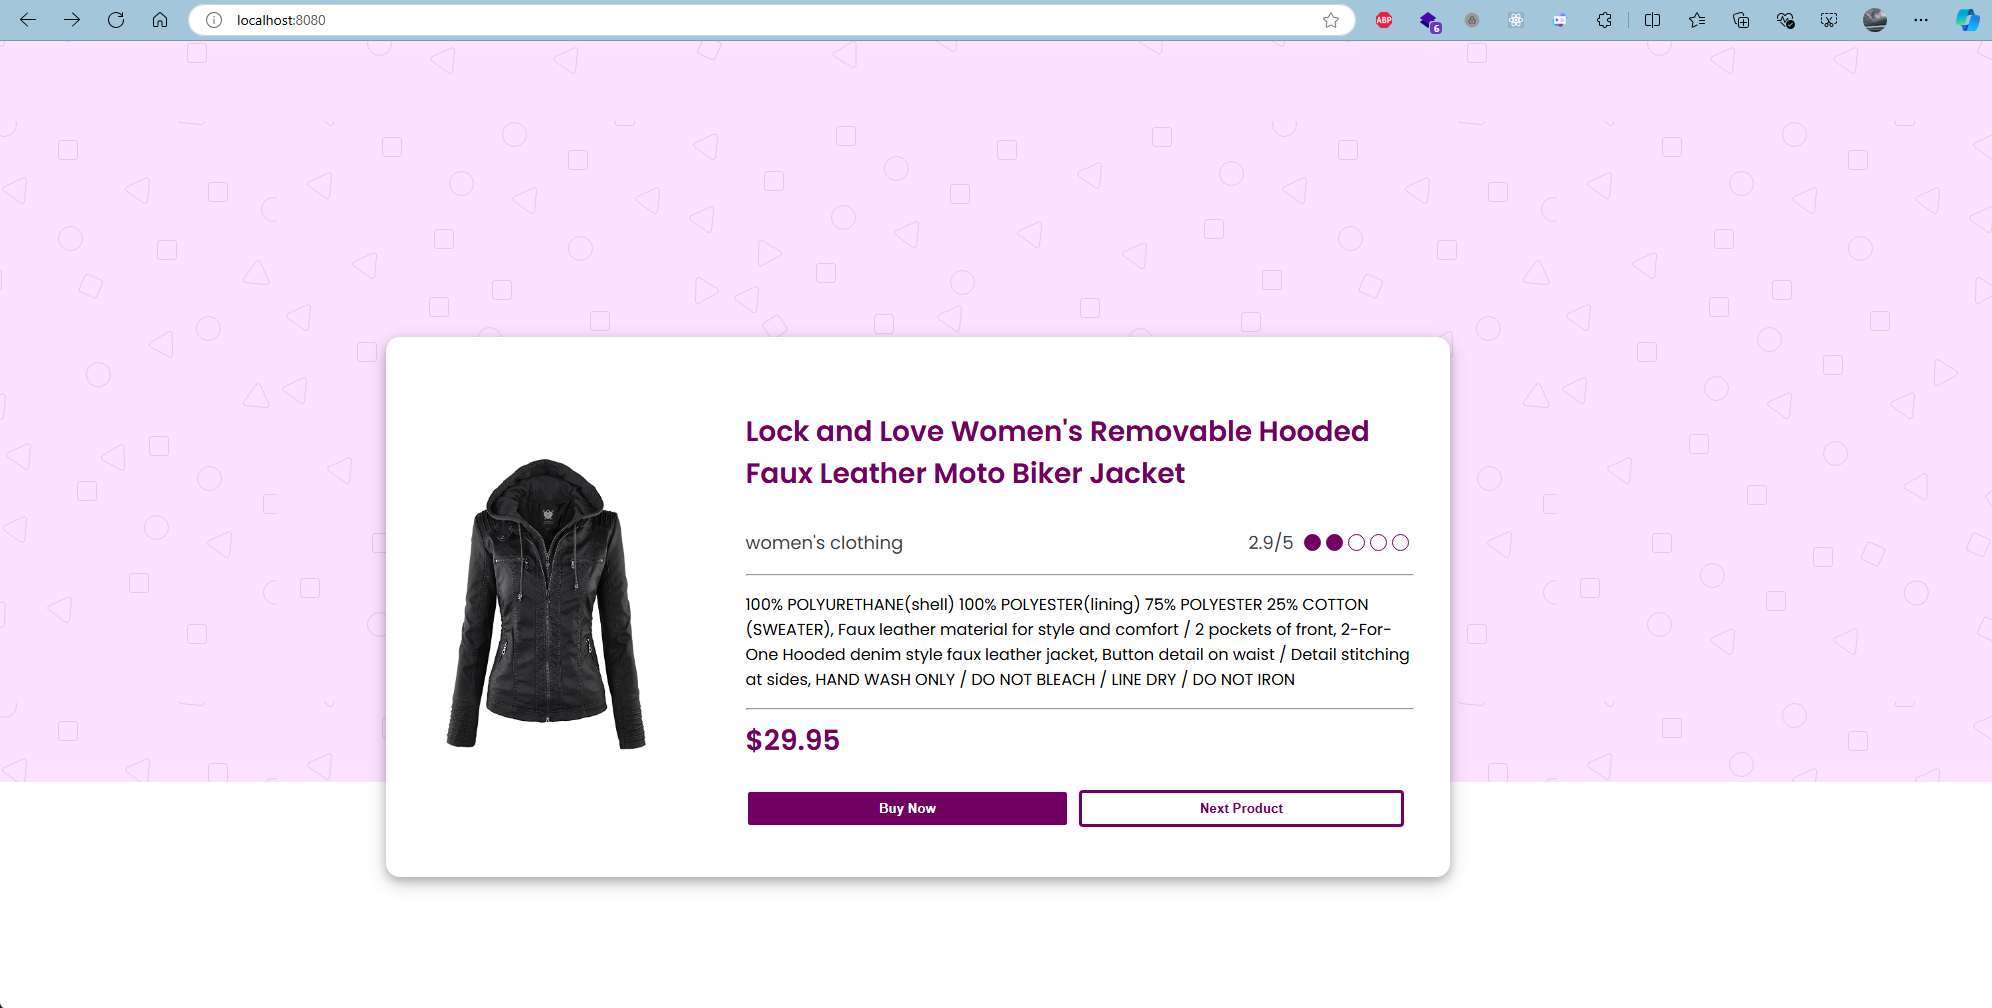 localhost:8080
ABP
6
Lock and Love Women's Removable Hooded
Faux Leather Moto Biker Jacket
women's clothing
2.9/5
100% POLYURETHANE(shell) 100% POLYESTER(lining) 75% POLYESTER 25% COTTON
(SWEATER), Faux leather material for style and comfort / 2 pockets of front, 2-For-
One Hooded denim style faux leather jacket, Button detail on waist / Detail stitching
at sides, HAND WASH ONLY / DO NOT BLEACH / LINE DRY / DO NOT IRON
$29.95
Buy Now
Next Product